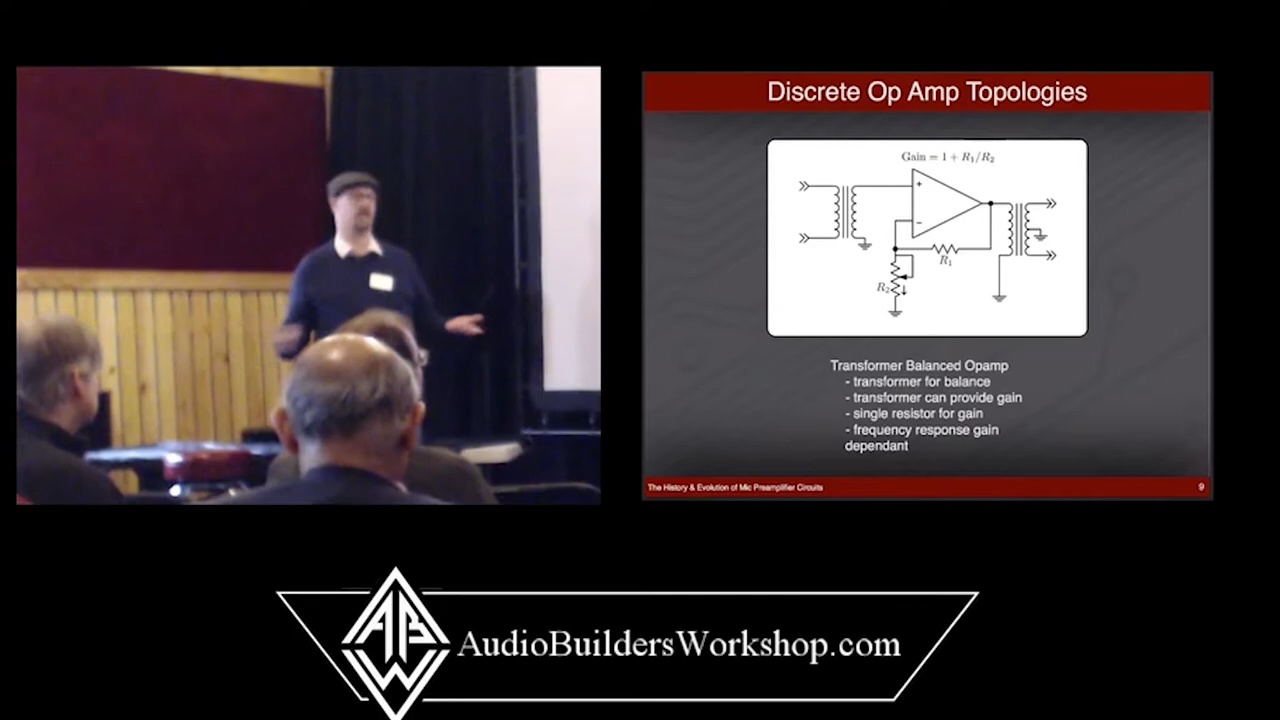 Discrete Op Amp Topologies
Gain = 1 + R1/R2
+
−
R1
R2
Transformer Balanced Opamp
- transformer for balance
- transformer can provide gain
- single resistor for gain
- frequency response gain
dependant
The History & Evolution of Mic Preamplifier Circuits
9
ABW
AudioBuildersWorkshop.com